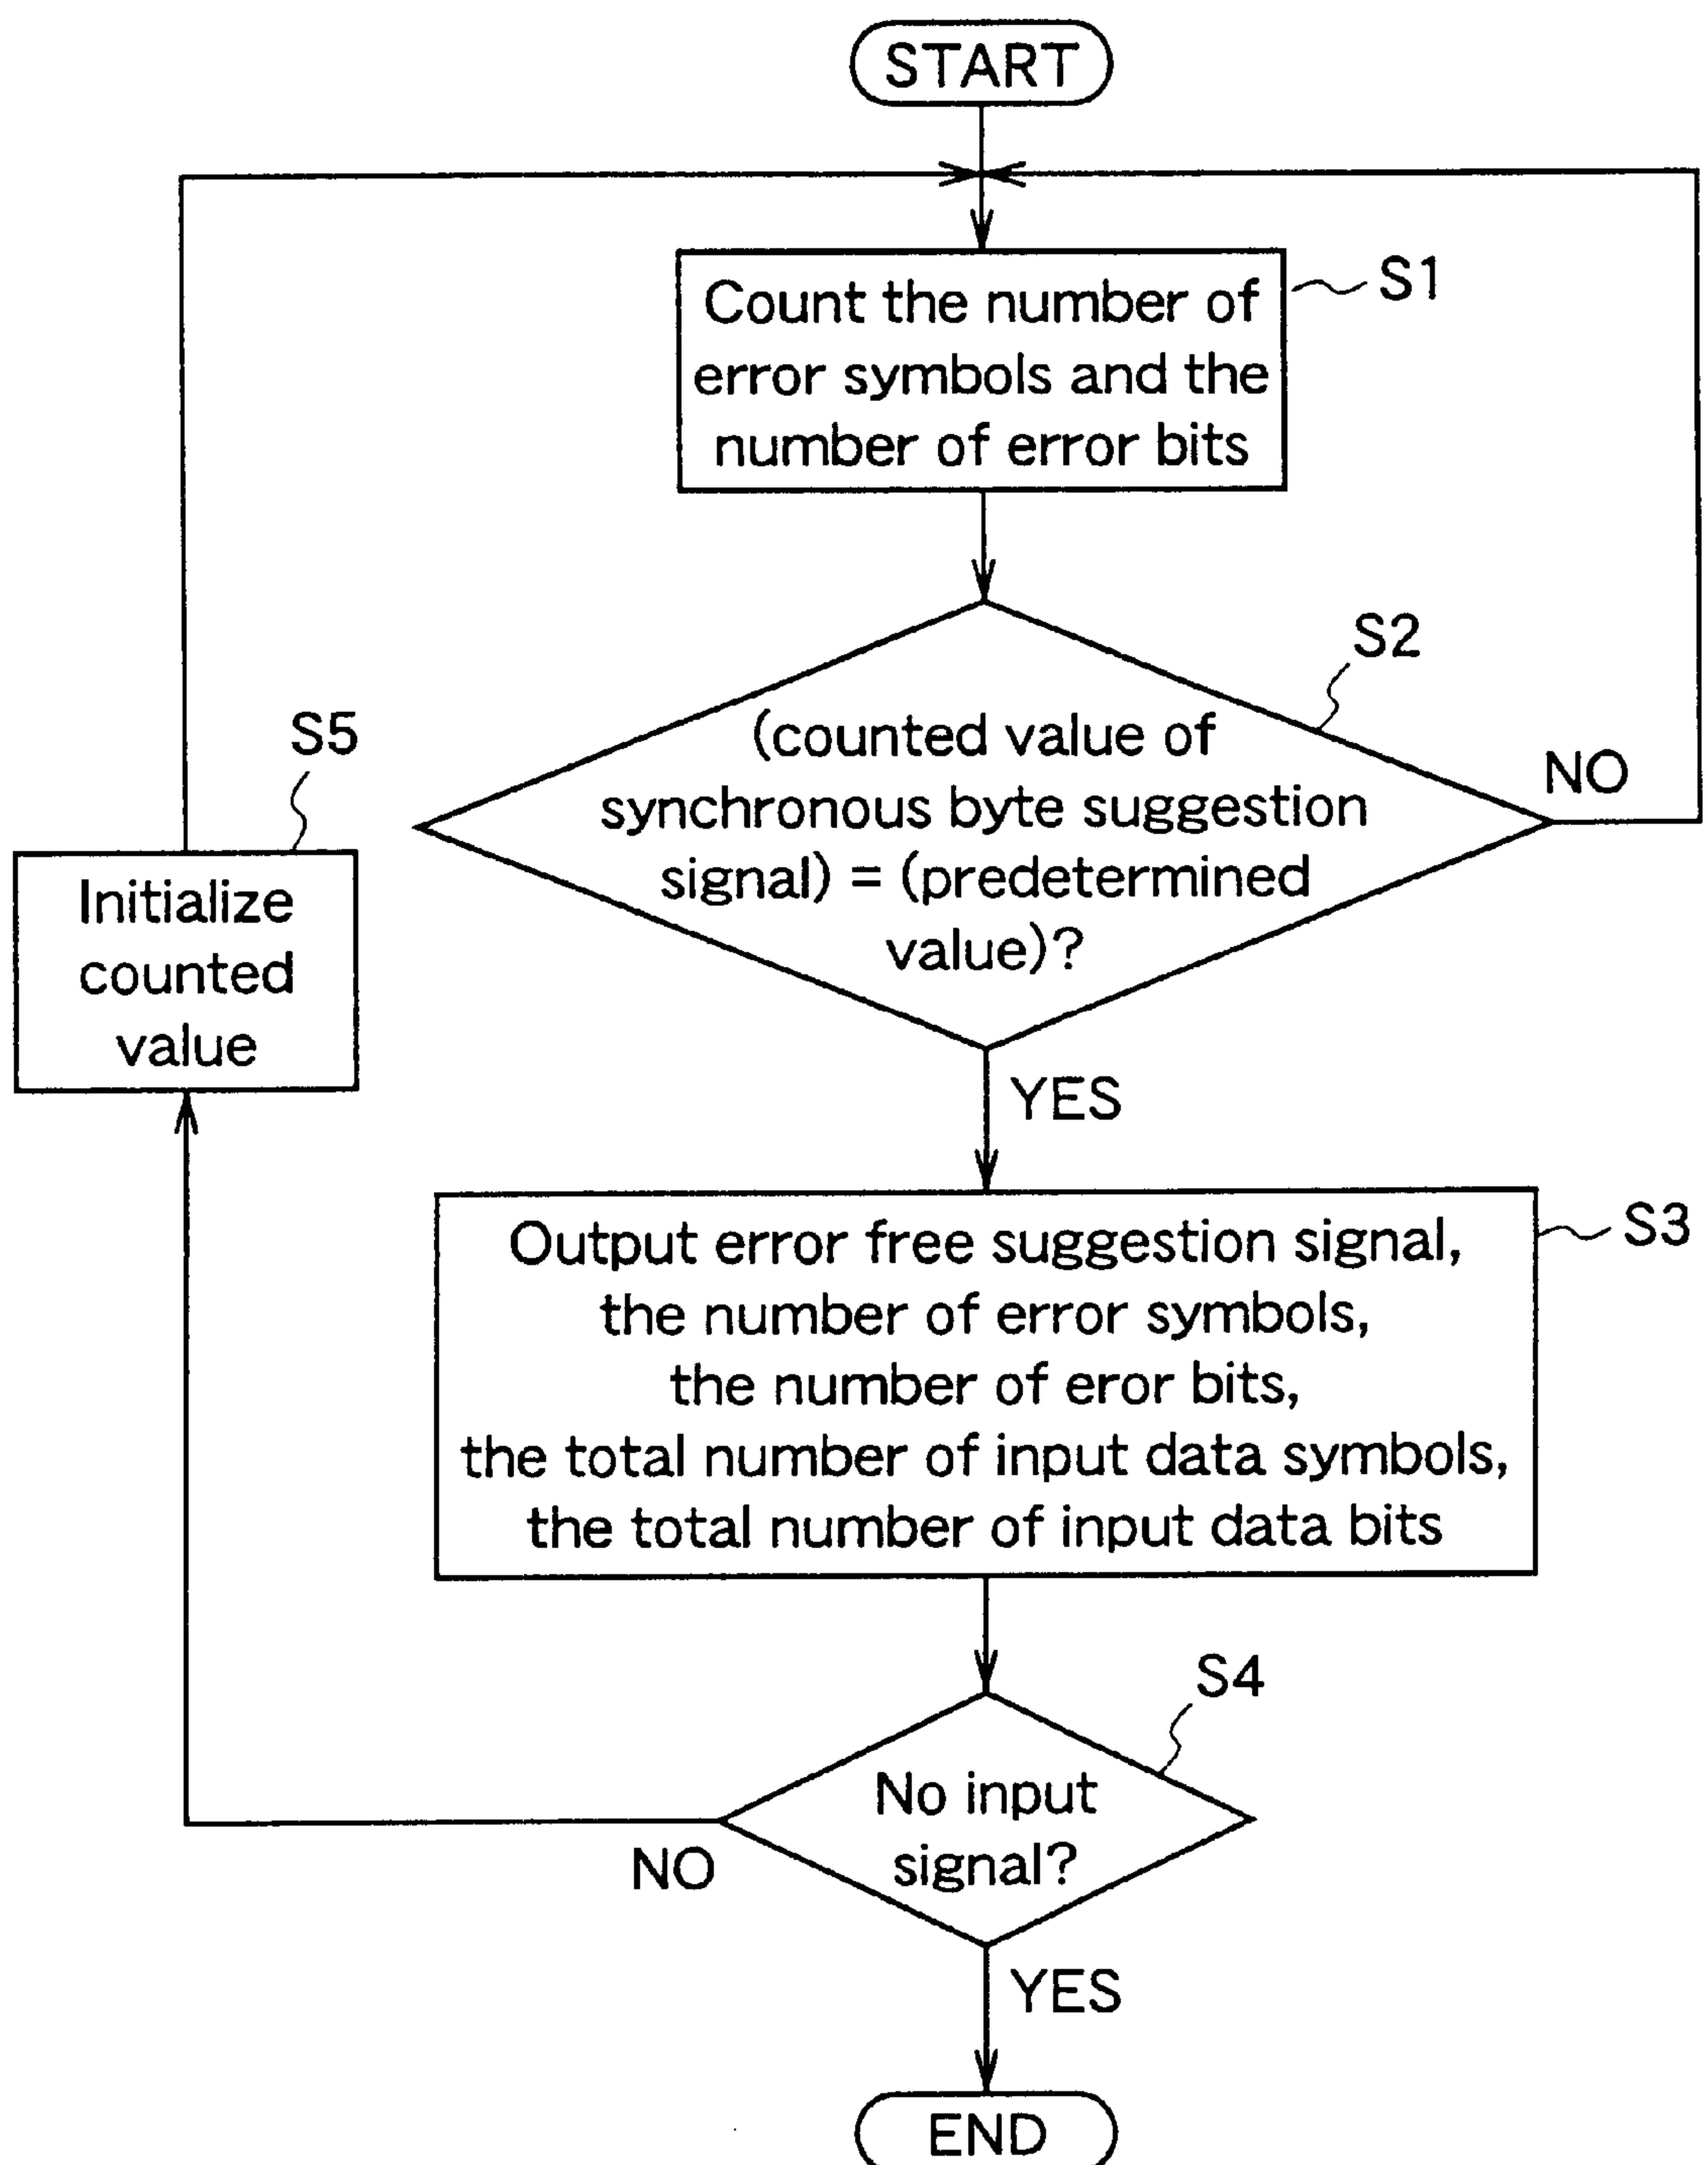 START
Count the number of
error symbols and the
number of error bits
S1
S2
(counted value of
synchronous byte suggestion
signal) = (predetermined
value)?
NO
S5
Initialize
counted
value
YES
Output error free suggestion signal,
the number of error symbols,
the number of eror bits,
the total number of input data symbols,
the total number of input data bits
S3
S4
No input
signal?
NO
YES
END